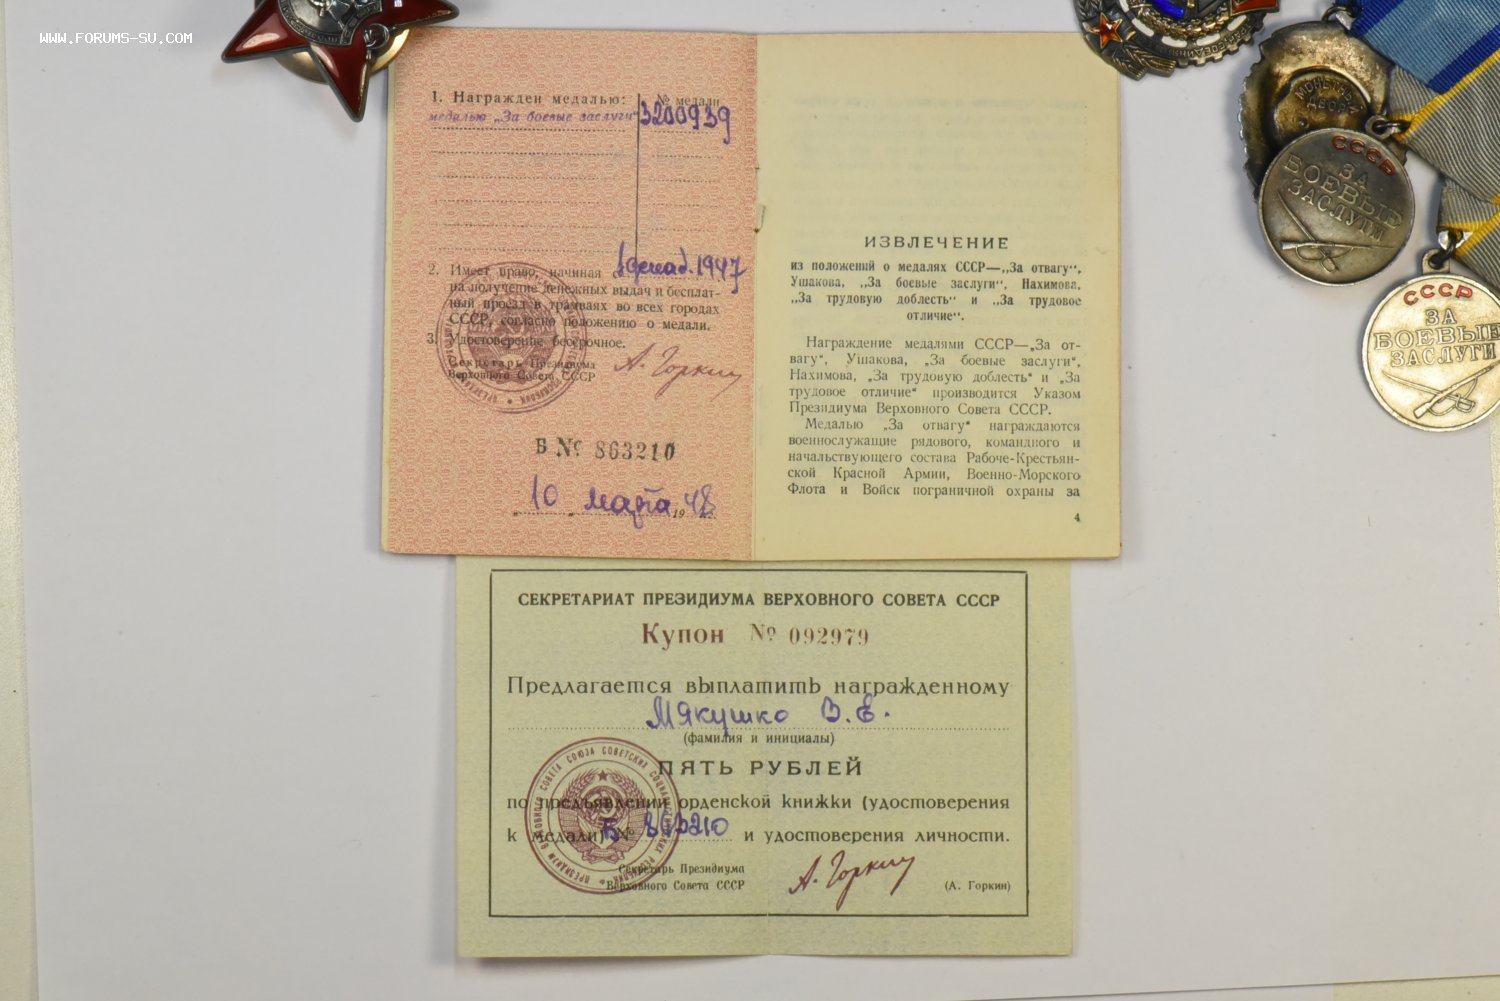 WWW.FORUMS-SU.COM
1. Награжден медалью: № медали
медалью „За боевые заслуги" 3200939
2. Имеет право, начиная с 1947
на получение денежных выдач и бесплат-
ный проезд в трамваях во всех городах
СССР, согласно положению о медали.
3. Удостоверение бессрочное.
Секретарь Президиума
Верховного Совета СССР А. Горкин
Б № 863210
„ 10 „ марта 1948 г.
ИЗВЛЕЧЕНИЕ
из положений о медалях СССР—„За отвагу",
Ушакова, „За боевые заслуги", Нахимова,
„За трудовую доблесть" и „За трудовое
отличие".
Награждение медалями СССР—„За от-
вагу", Ушакова, „За боевые заслуги",
Нахимова, „За трудовую доблесть" и „За
трудовое отличие" производится Указом
Президиума Верховного Совета СССР.
Медалью „За отвагу" награждаются
военнослужащие рядового, командного и
начальствующего состава Рабоче-Крестьян-
ской Красной Армии, Военно-Морского
Флота и Войск пограничной охраны за
4
СЕКРЕТАРИАТ ПРЕЗИДИУМА ВЕРХОВНОГО СОВЕТА СССР
Купон № 092979
Предлагается выплатить награжденному
Мякушко В. Е.
(фамилия и инициалы)
ПЯТЬ РУБЛЕЙ
по предъявлении орденской книжки (удостоверения
к медали) № Б 863210 и удостоверения личности.
Секретарь Президиума
Верховного Совета СССР А. Горкин (А. Горкин)
МОНЕТНЫЙ
ДВОР
СССР
ЗА
БОЕВЫЕ
ЗАСЛУГИ
СССР
ЗА
БОЕВЫЕ
ЗАСЛУГИ